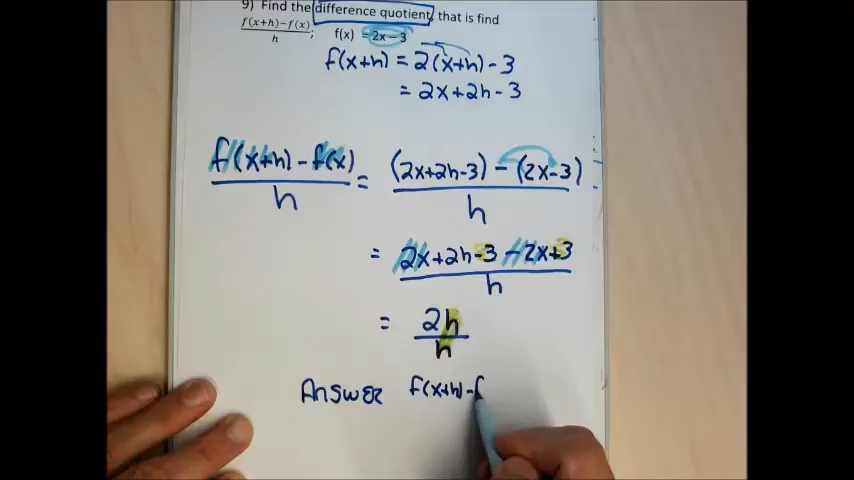 9) Find the difference quotient, that is find
f(x+h)−f(x)
h ; f(x) = 2x − 3
f(x+h) = 2(x+h) - 3
= 2x+2h-3
f(x+h) - f(x) = (2x+2h-3) - (2x-3)
h h
= 2x+2h-3 -2x+3
h
= 2h
h
Answer f(x+h)-f